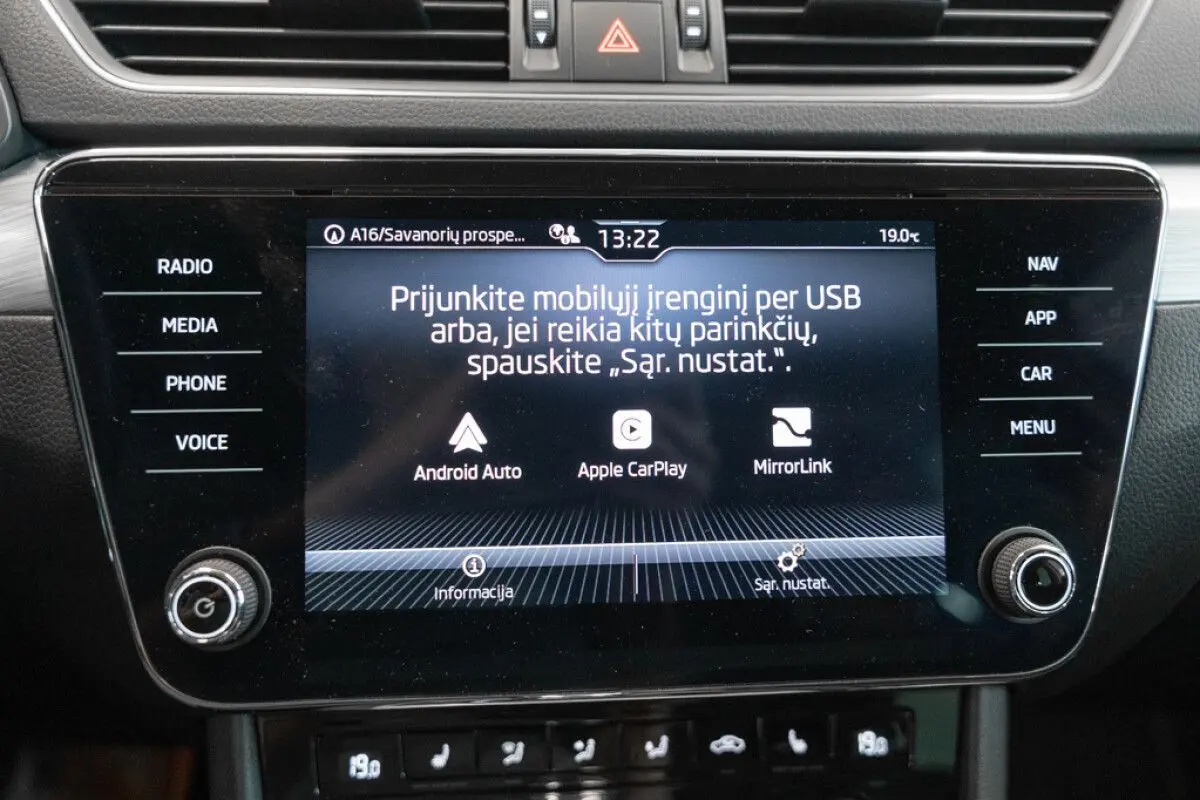 A16/Savanorių prospe...
13:22
19.0°C
Prijunkite mobilųjį įrenginį per USB
arba, jei reikia kitų parinkčių,
spauskite „Sąr. nustat.“.
Android Auto
Apple CarPlay
MirrorLink
Informacija
Sąr. nustat.
RADIO
MEDIA
PHONE
VOICE
NAV
APP
CAR
MENU
19.0
19.0